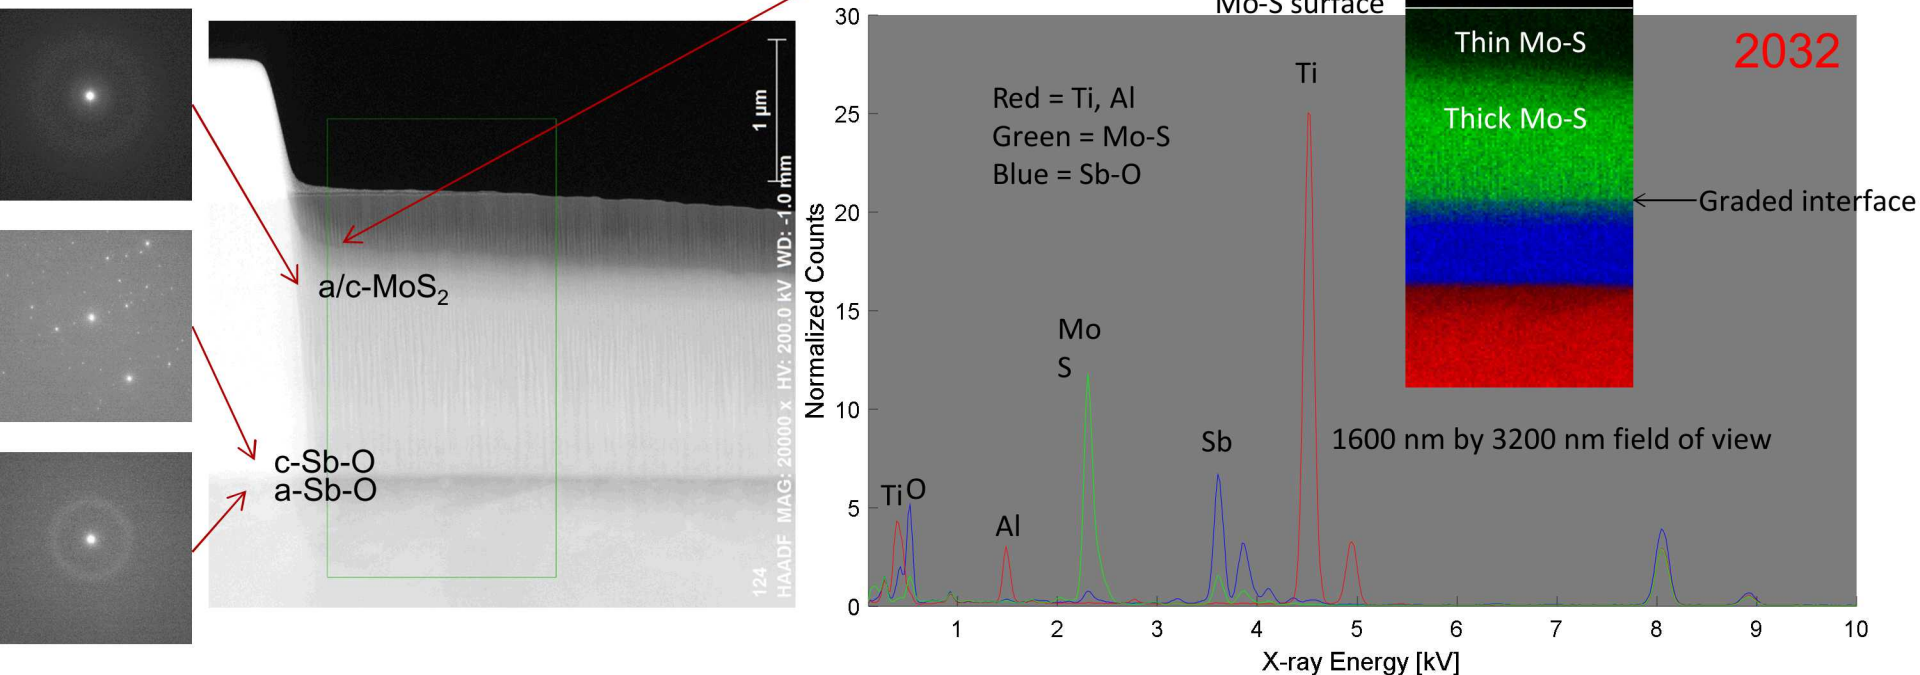 Mo-S surface
Thin Mo-S
Thick Mo-S
2032
Graded interface
Red = Ti, Al
Green = Mo-S
Blue = Sb-O
Ti
Mo
S
Sb
Ti O
Al
1600 nm by 3200 nm field of view
30
25
20
15
10
5
0
Normalized Counts
1 2 3 4 5 6 7 8 9 10
X-ray Energy [kV]
1 µm
a/c-MoS₂
c-Sb-O
a-Sb-O
124
HAADF MAG: 20000 x HV: 200.0 kV WD: -1.0 mm